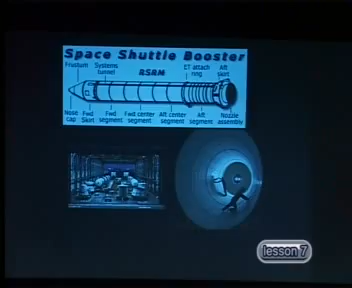 Space Shuttle Booster
Frustum Systems tunnel RSRM ET attach ring Aft skirt
Nose cap Fwd Skirt Fwd segment Fwd center segment Aft center segment Aft segment Nozzle assembly
lesson 7